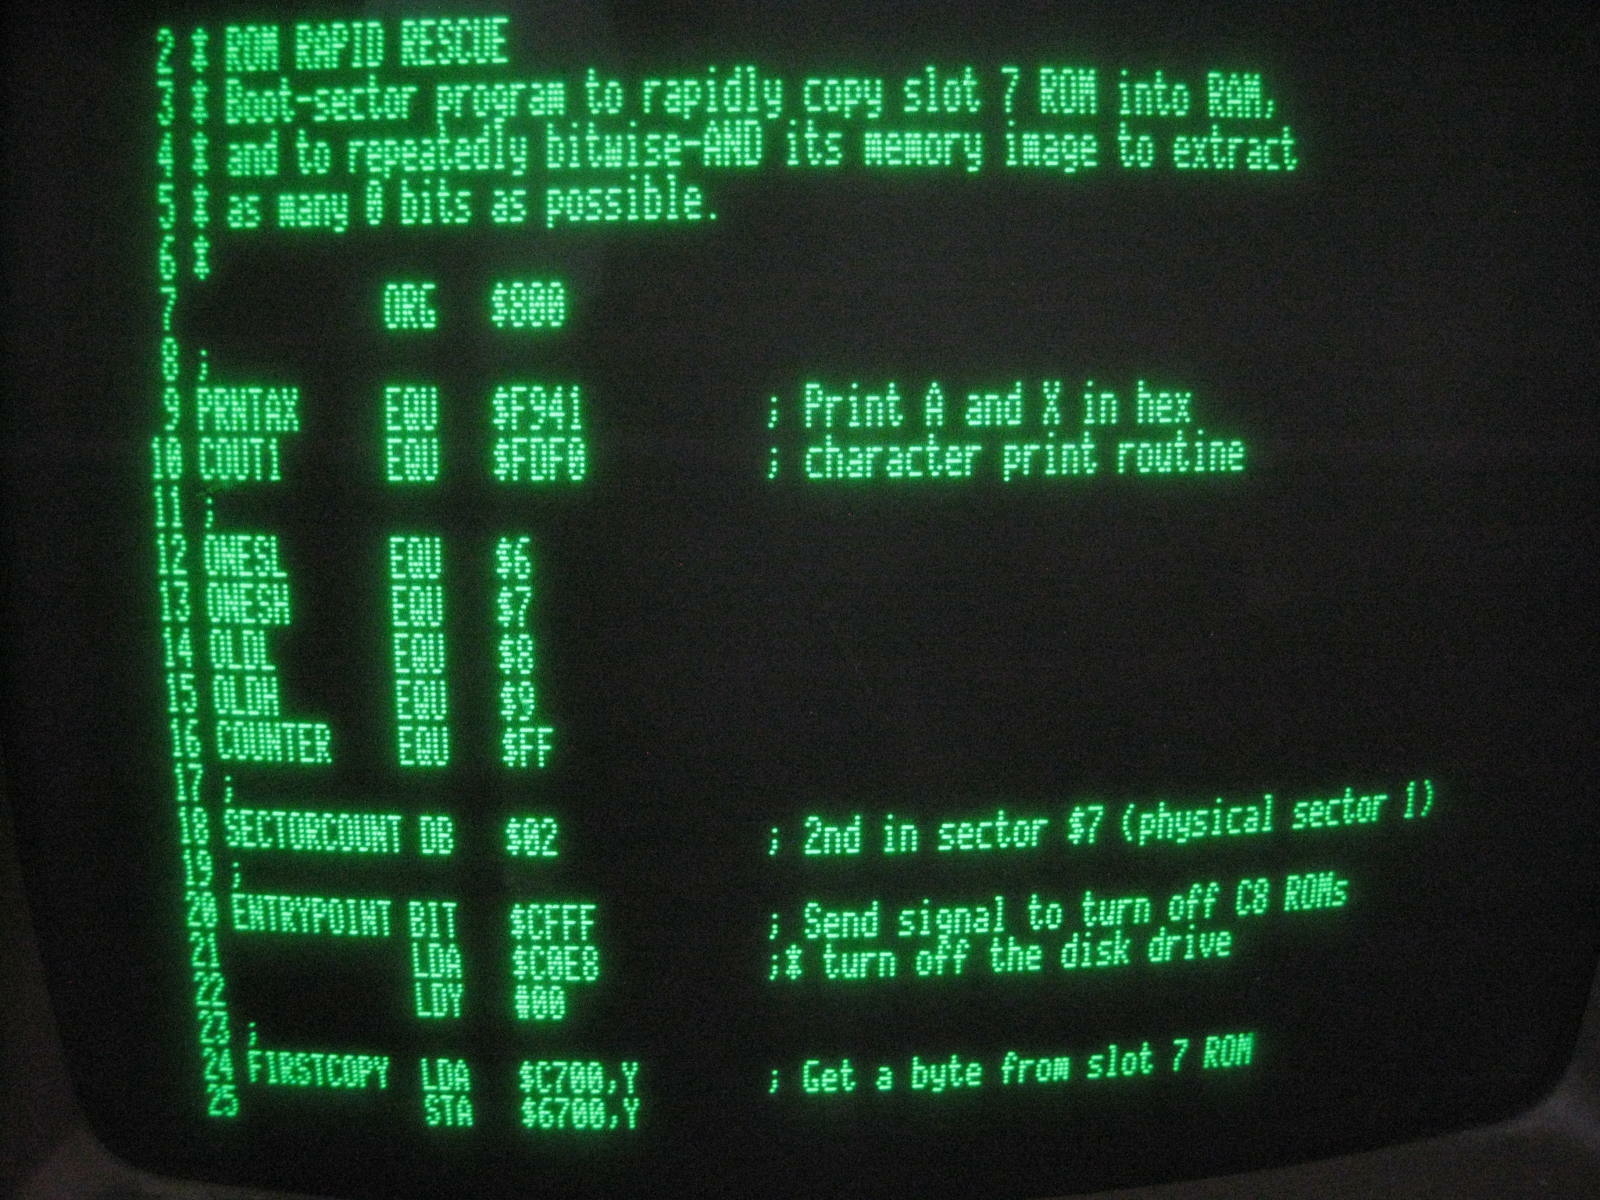 2 * ROM RAPID RESCUE
3 * Boot-sector program to rapidly copy slot 7 ROM into RAM,
4 * and to repeatedly bitwise-AND its memory image to extract
5 * as many 0 bits as possible.
6 *
7 ORG $800
8 ;
9 PRNTAX EQU $F941 ; Print A and X in hex
10 COUT1 EQU $FDF0 ; character print routine
11 ;
12 ONESL EQU $6
13 ONESH EQU $7
14 OLDL EQU $8
15 OLDH EQU $9
16 COUNTER EQU $FF
17 ;
18 SECTORCOUNT DB $02 ; 2nd in sector $7 (physical sector 1)
19 ;
20 ENTRYPOINT BIT $CFFF ; Send signal to turn off C8 ROMs
21 LDA $C0E8 ;* turn off the disk drive
22 LDY #00
23 ;
24 FIRSTCOPY LDA $C700,Y ; Get a byte from slot 7 ROM
25 STA $6700,Y